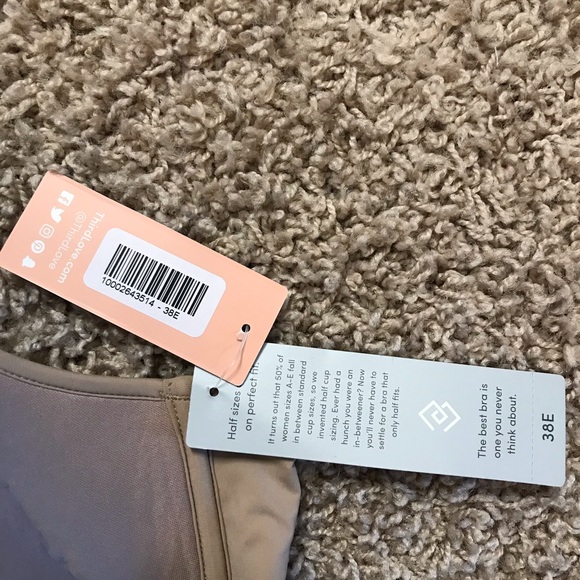 ThirdLove.com
@ThirdLove
10002643514 - 38E
Half sizes
on perfect fit.
It turns out that 50% of
women sizes A-E fall
in between standard
cup sizes, so we
invented half cup
sizing. Ever had a
hunch you were an
in-betweener? Now
you'll never have to
settle for a bra that
only half fits.
The best bra is
one you never
think about.
38E